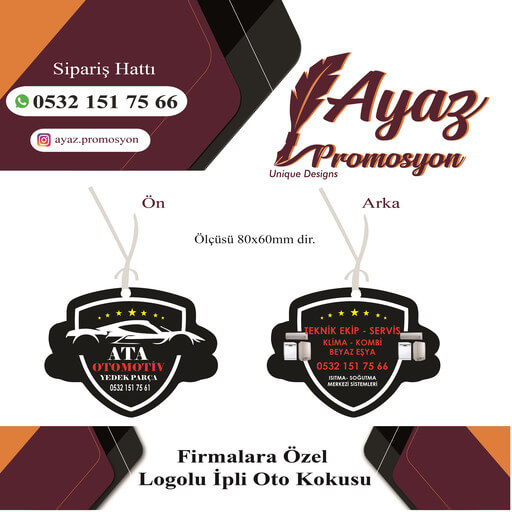 Sipariş Hattı
0532 151 75 66
ayaz.promosyon
Ayaz
Promosyon
Unique Designs
Ön
Arka
Ölçüsü 80x60mm dir.
ATA
OTOMOTİV
YEDEK PARÇA
0532 151 75 61
TEKNİK EKİP - SERVİS
KLİMA - KOMBİ
BEYAZ EŞYA
0532 151 75 66
ISITMA- SOĞUTMA
MERKEZİ SİSTEMLERİ
Firmalara Özel
Logolu İpli Oto Kokusu